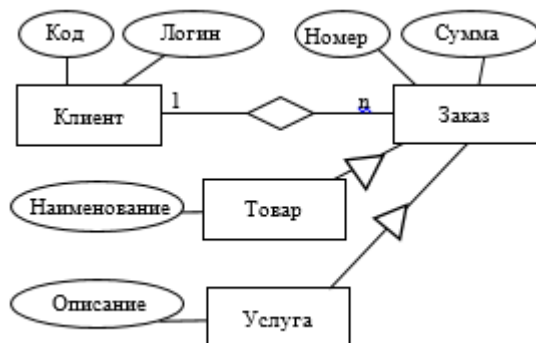 Код
Логин
Номер
Сумма
Клиент
1
n
Заказ
Наименование
Товар
Описание
Услуга